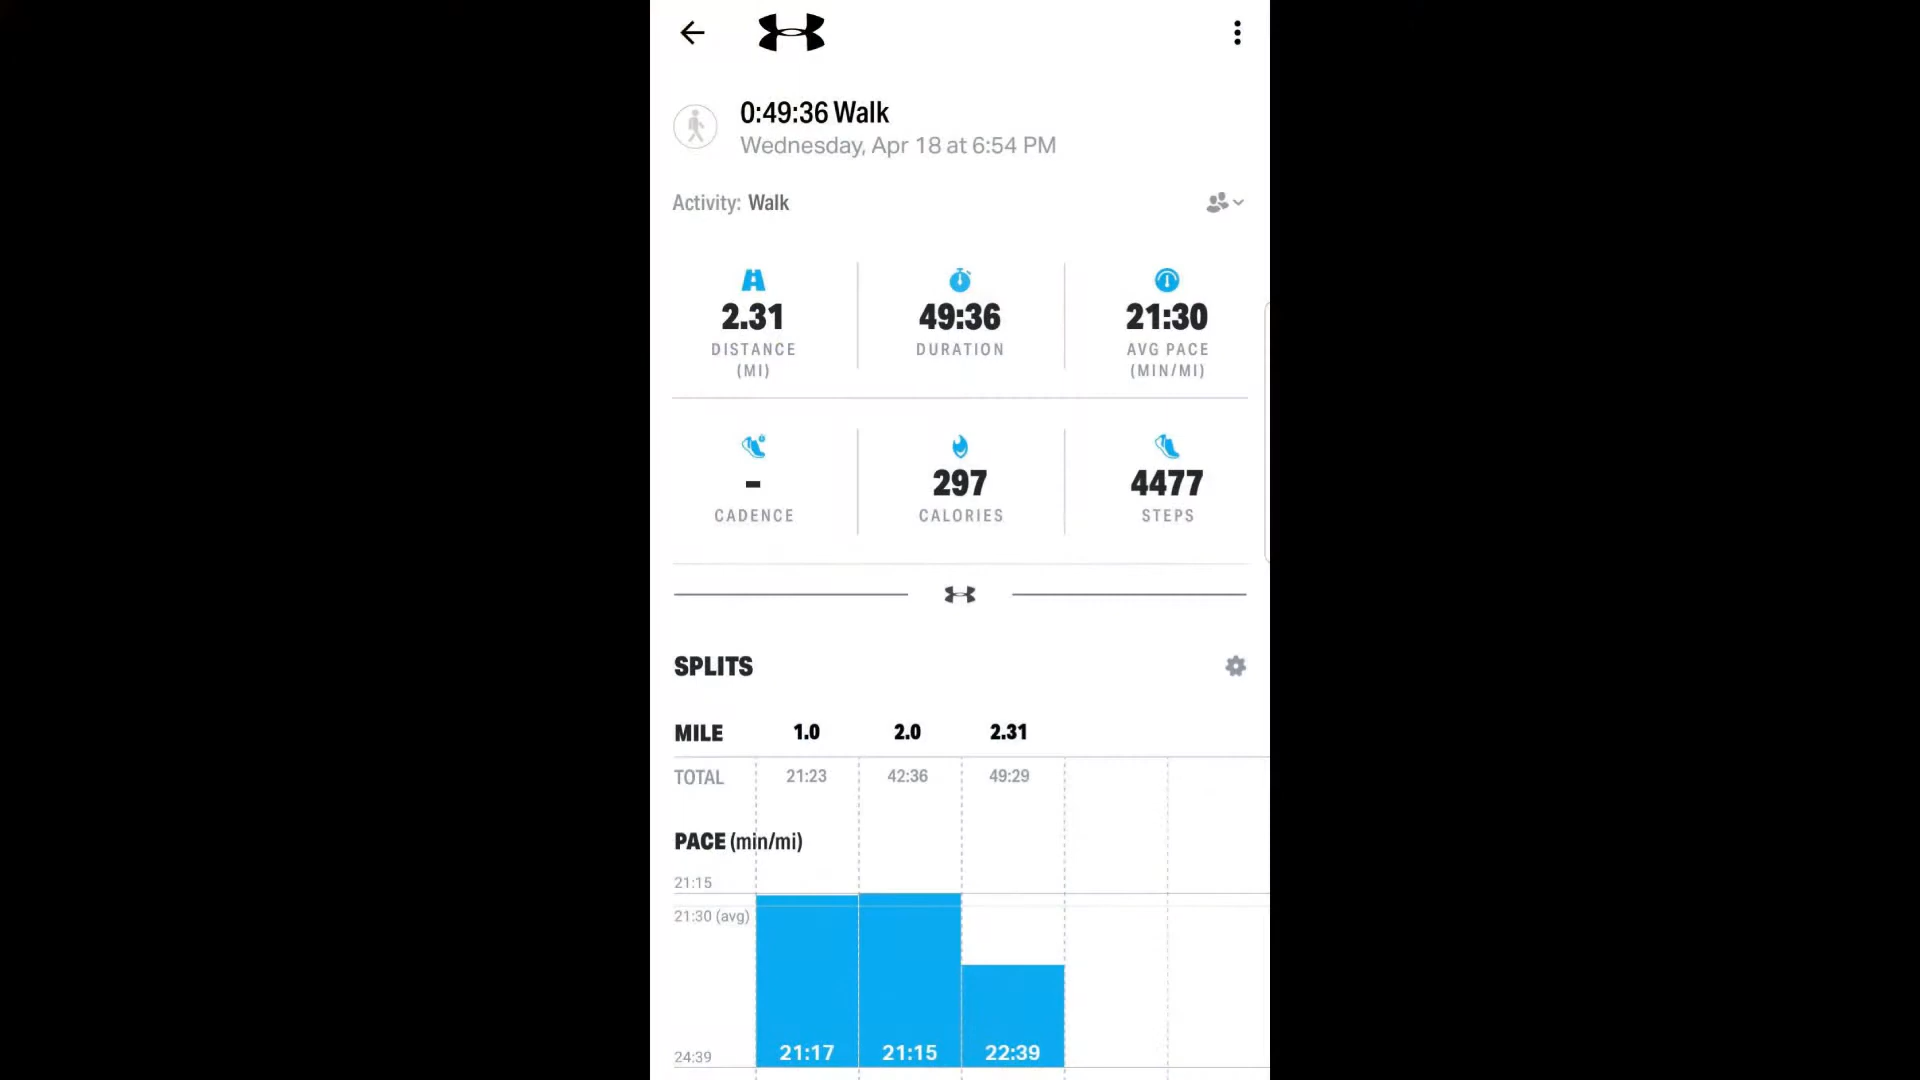 0:49:36 Walk
Wednesday, Apr 18 at 6:54 PM
Activity: Walk
2.31 49:36 21:30
DISTANCE DURATION AVG PACE
(MI) (MIN/MI)
- 297 4477
CADENCE CALORIES STEPS
SPLITS
MILE 1.0 2.0 2.31
TOTAL 21:23 42:36 49:29
PACE (min/mi)
21:15
21:30 (avg)
24:39 21:17 21:15 22:39